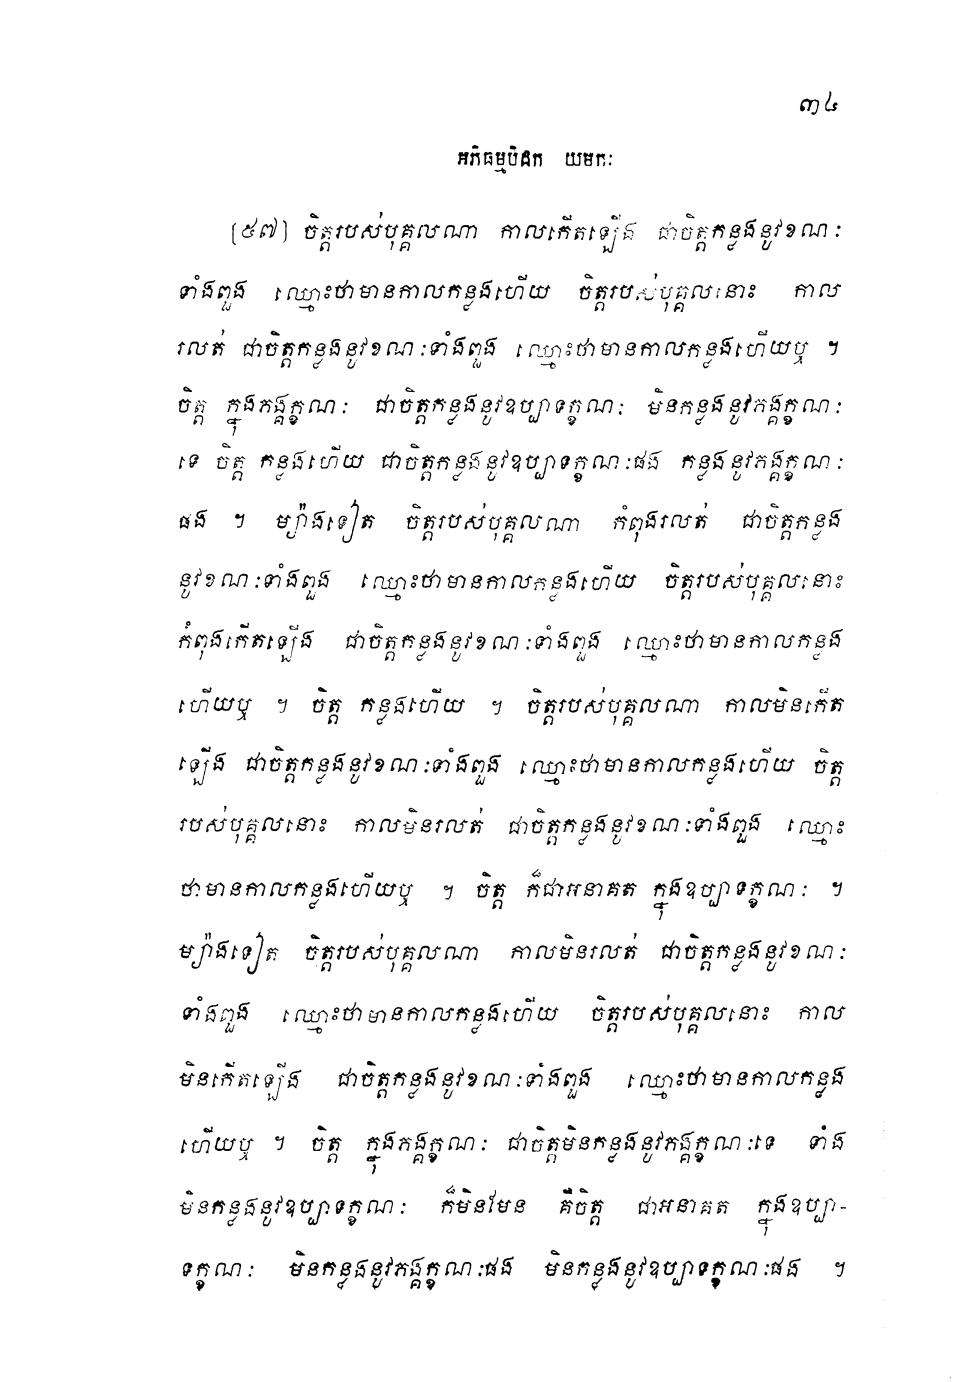 ៣៤
អភិធម្មបិដក យមកៈ
[៥៧] ចិត្តរបស់បុគ្គលណា កាលកើតឡើង ជាចិត្តកន្លងនូវខណៈ
ទាំងពួង ឈ្មោះថាមានកាលកន្លងហើយ ចិត្តរបស់បុគ្គលនោះ កាល
រលត់ ជាចិត្តកន្លងនូវខណៈទាំងពួង ឈ្មោះថាមានកាលកន្លងហើយឬ ។
ចិត្ត ក្នុងភង្គក្ខណៈ ជាចិត្តកន្លងនូវឧប្បាទក្ខណៈ មិនកន្លងនូវភង្គក្ខណៈ
ទេ ចិត្ត កន្លងហើយ ជាចិត្តកន្លងនូវឧប្បាទក្ខណៈផង កន្លងនូវភង្គក្ខណៈ
ផង ។ ម្យ៉ាងទៀត ចិត្តរបស់បុគ្គលណា កំពុងរលត់ ជាចិត្តកន្លង
នូវខណៈទាំងពួង ឈ្មោះថាមានកាលកន្លងហើយ ចិត្តរបស់បុគ្គលនោះ
កំពុងកើតឡើង ជាចិត្តកន្លងនូវខណៈទាំងពួង ឈ្មោះថាមានកាលកន្លង
ហើយឬ ។ ចិត្ត កន្លងហើយ ។ ចិត្តរបស់បុគ្គលណា កាលមិនកើត
ឡើង ជាចិត្តកន្លងនូវខណៈទាំងពួង ឈ្មោះថាមានកាលកន្លងហើយ ចិត្ត
របស់បុគ្គលនោះ កាលមិនរលត់ ជាចិត្តកន្លងនូវខណៈទាំងពួង ឈ្មោះ
ថាមានកាលកន្លងហើយឬ ។ ចិត្ត ក៏ជាអនាគត ក្នុងឧប្បាទក្ខណៈ ។
ម្យ៉ាងទៀត ចិត្តរបស់បុគ្គលណា កាលមិនរលត់ ជាចិត្តកន្លងនូវខណៈ
ទាំងពួង ឈ្មោះថាមានកាលកន្លងហើយ ចិត្តរបស់បុគ្គលនោះ កាល
មិនកើតឡើង ជាចិត្តកន្លងនូវខណៈទាំងពួង ឈ្មោះថាមានកាលកន្លង
ហើយឬ ។ ចិត្ត ក្នុងភង្គក្ខណៈ ជាចិត្តមិនកន្លងនូវភង្គក្ខណៈទេ ទាំង
មិនកន្លងនូវឧប្បាទក្ខណៈ ក៏មិនមែន គឺចិត្ត ជាអនាគត ក្នុងឧប្បា-
ទក្ខណៈ មិនកន្លងនូវភង្គក្ខណៈផង មិនកន្លងនូវឧប្បាទក្ខណៈផង ។